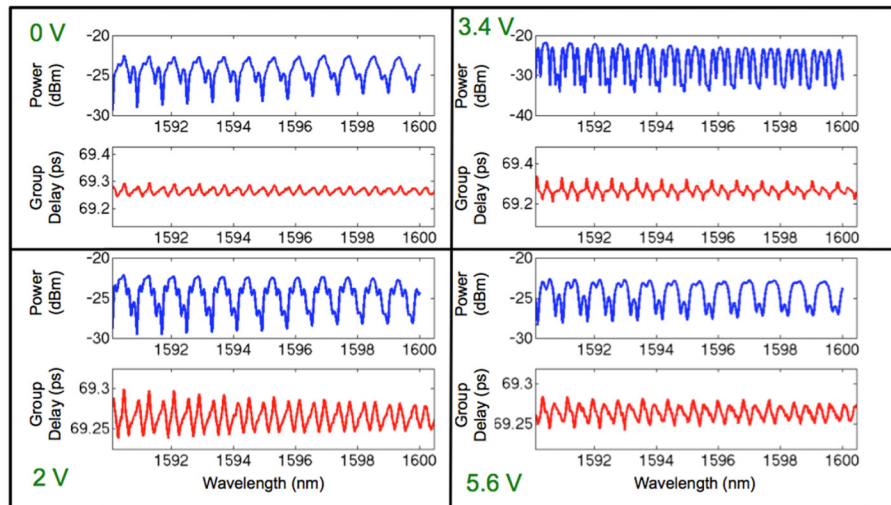 0 V
Power
(dBm)
-20
-25
-30
1592 1594 1596 1598 1600
Group
Delay (ps)
69.4
69.3
69.2
1592 1594 1596 1598 1600
3.4 V
Power
(dBm)
-20
-30
-40
1592 1594 1596 1598 1600
Group
Delay (ps)
69.4
69.2
1592 1594 1596 1598 1600
2 V
Power
(dBm)
-20
-25
-30
1592 1594 1596 1598 1600
Group
Delay (ps)
69.3
69.25
1592 1594 1596 1598 1600
Wavelength (nm)
5.6 V
Power
(dBm)
-20
-25
-30
1592 1594 1596 1598 1600
Group
Delay (ps)
69.3
69.25
1592 1594 1596 1598 1600
Wavelength (nm)